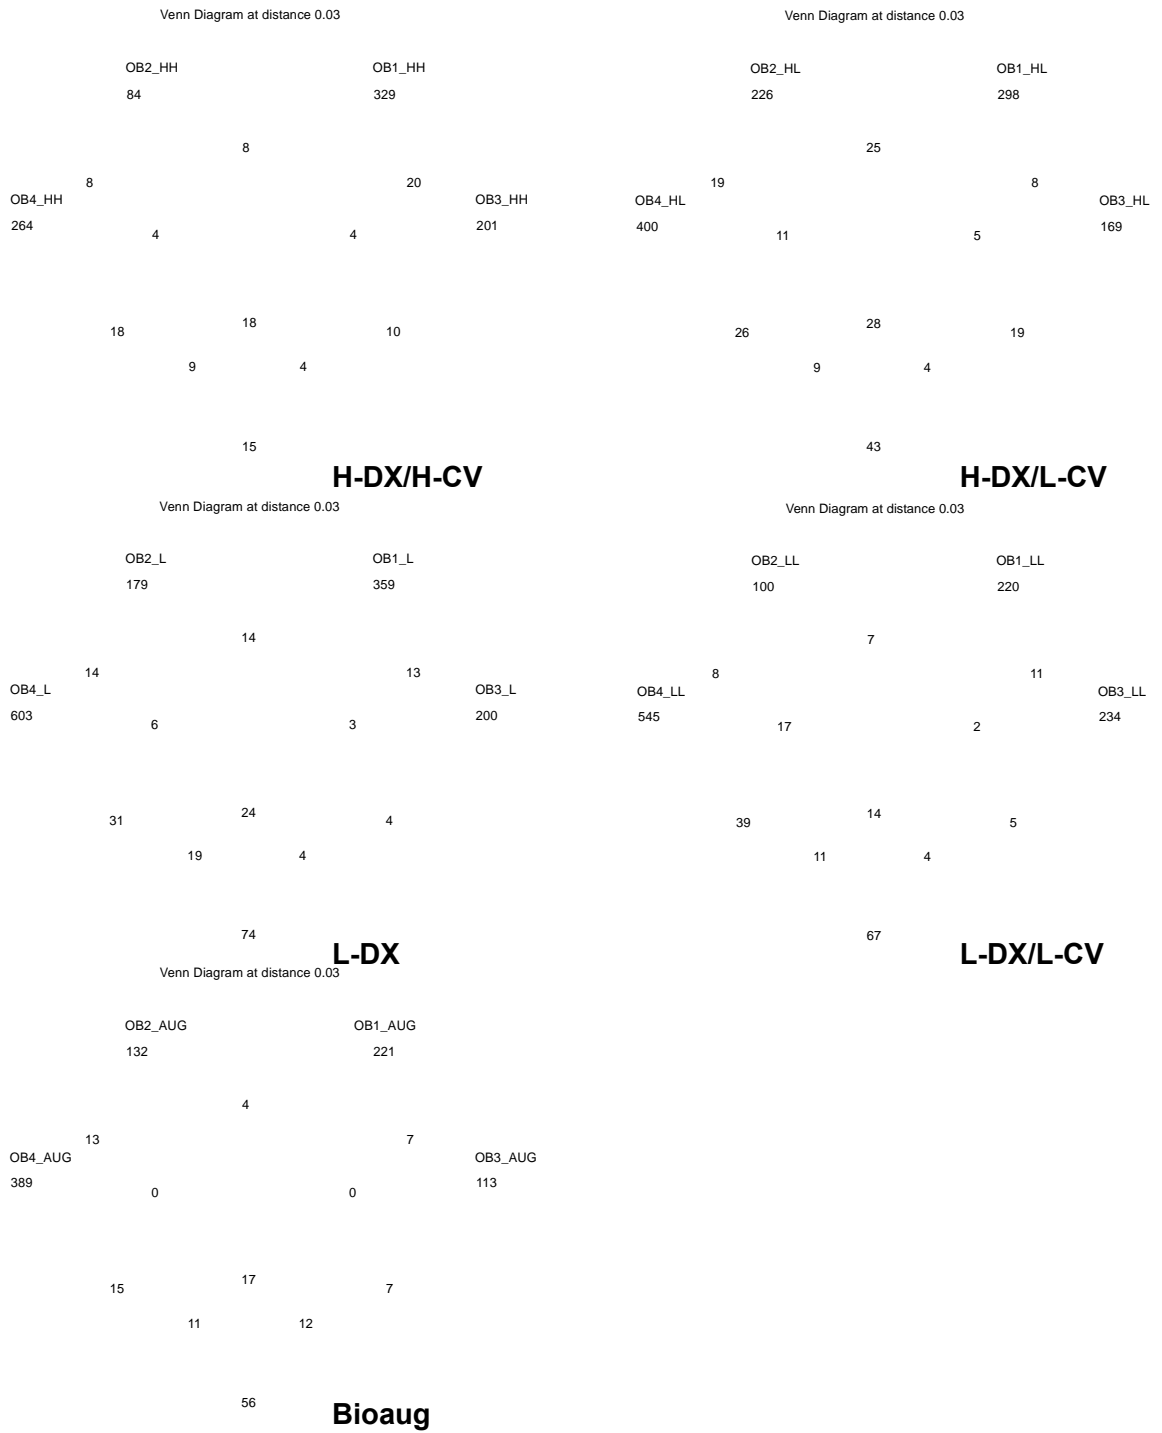 Venn Diagram at distance 0.03
OB2_HH
OB1_HH
84
329
8
8
20
OB4_HH
OB3_HH
264
201
4
4
18
18
10
9
4
15
H-DX/H-CV
Venn Diagram at distance 0.03
OB2_HL
OB1_HL
226
298
25
19
8
OB4_HL
OB3_HL
400
169
11
5
26
28
19
9
4
43
H-DX/L-CV
Venn Diagram at distance 0.03
OB2_L
OB1_L
179
359
14
14
13
OB4_L
OB3_L
603
200
6
3
31
24
4
19
4
74
L-DX
Venn Diagram at distance 0.03
OB2_LL
OB1_LL
100
220
7
8
11
OB4_LL
OB3_LL
545
234
17
2
39
14
5
11
4
67
L-DX/L-CV
Venn Diagram at distance 0.03
OB2_AUG
OB1_AUG
132
221
4
13
7
OB4_AUG
OB3_AUG
389
113
0
0
15
17
7
11
12
56
Bioaug